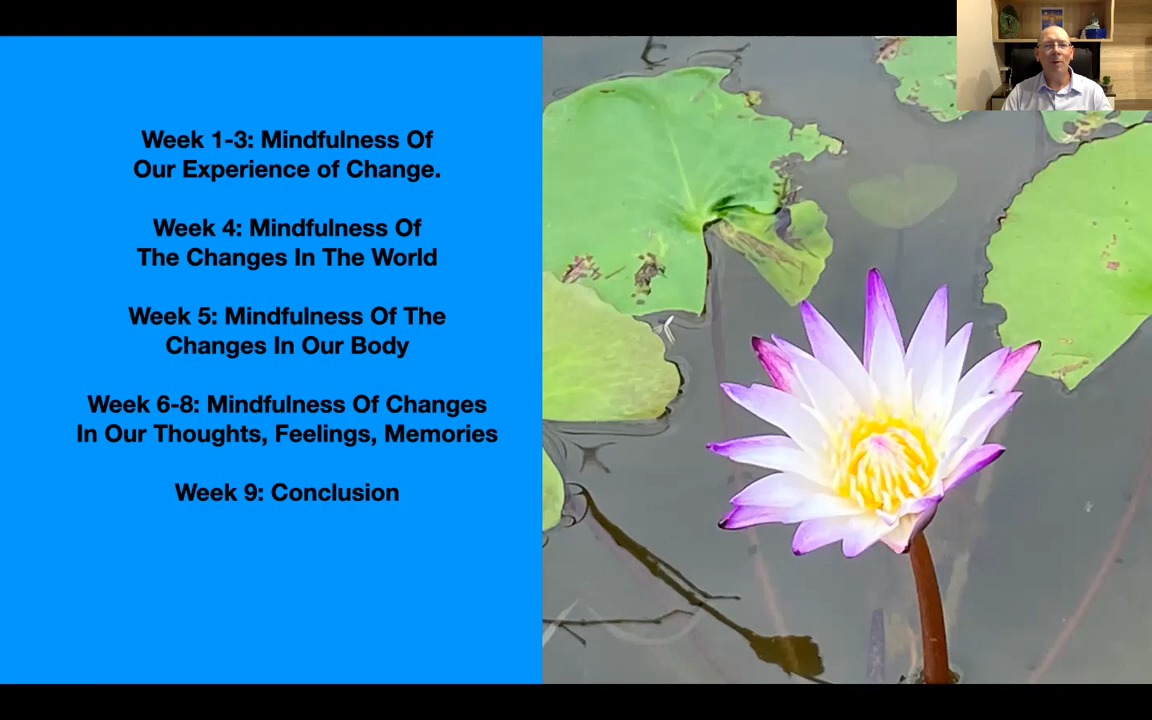 Week 1-3: Mindfulness Of
Our Experience of Change.
Week 4: Mindfulness Of
The Changes In The World
Week 5: Mindfulness Of The
Changes In Our Body
Week 6-8: Mindfulness Of Changes
In Our Thoughts, Feelings, Memories
Week 9: Conclusion